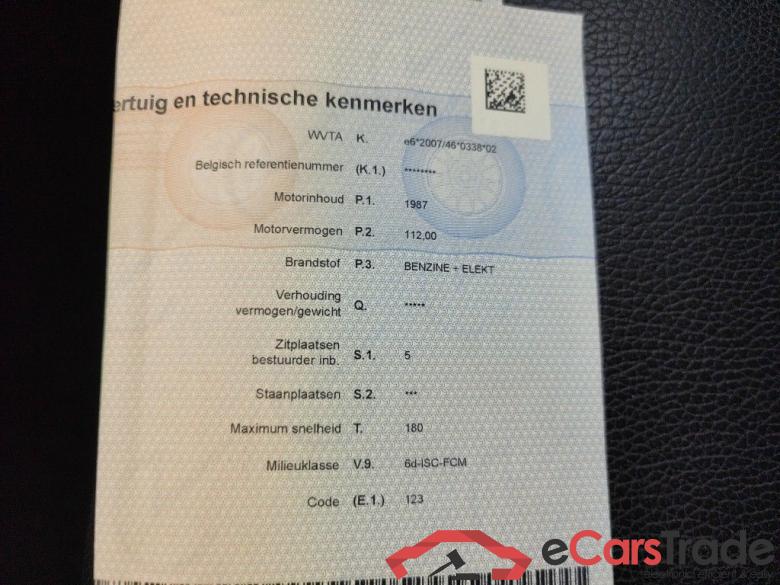 ertuig en technische kenmerken
WVTA K. e6*2007/46*0338*02
Belgisch referentienummer (K.1.) ********
Motorinhoud P.1. 1987
Motorvermogen P.2. 112,00
Brandstof P.3. BENZINE + ELEKT
Verhouding
vermogen/gewicht Q. *****
Zitplaatsen
bestuurder inb. S.1. 5
Staanplaatsen S.2. ***
Maximum snelheid T. 180
Milieuklasse V.9. 6d-ISC-FCM
Code (E.1.) 123
eCarsTrade